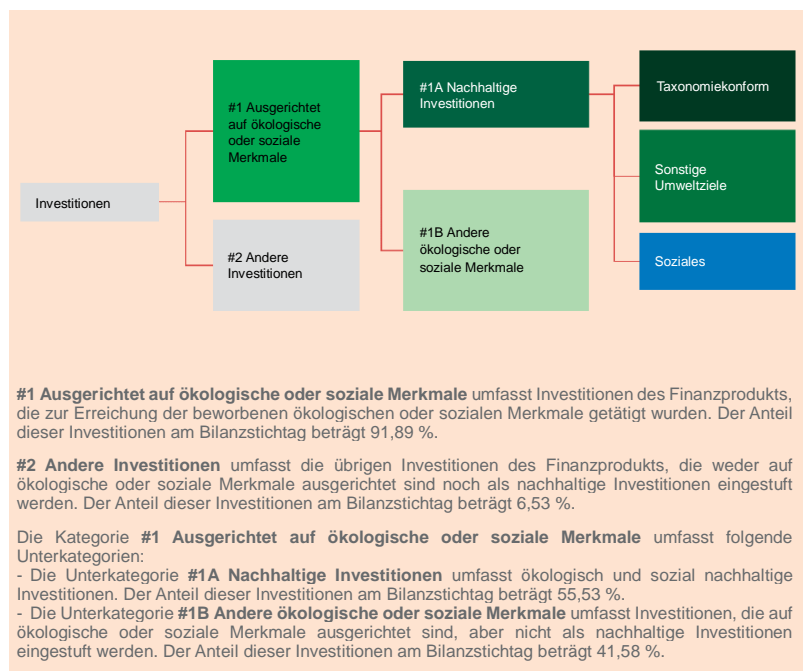 Investitionen
#1 Ausgerichtet
auf ökologische
oder soziale
Merkmale
#2 Andere
Investitionen
#1A Nachhaltige
Investitionen
#1B Andere
ökologische oder
soziale Merkmale
Taxonomiekonform
Sonstige
Umweltziele
Soziales
#1 Ausgerichtet auf ökologische oder soziale Merkmale umfasst Investitionen des Finanzprodukts,
die zur Erreichung der beworbenen ökologischen oder sozialen Merkmale getätigt wurden. Der Anteil
dieser Investitionen am Bilanzstichtag beträgt 91,89 %.
#2 Andere Investitionen umfasst die übrigen Investitionen des Finanzprodukts, die weder auf
ökologische oder soziale Merkmale ausgerichtet sind noch als nachhaltige Investitionen eingestuft
werden. Der Anteil dieser Investitionen am Bilanzstichtag beträgt 6,53 %.
Die Kategorie #1 Ausgerichtet auf ökologische oder soziale Merkmale umfasst folgende
Unterkategorien:
- Die Unterkategorie #1A Nachhaltige Investitionen umfasst ökologisch und sozial nachhaltige
Investitionen. Der Anteil dieser Investitionen am Bilanzstichtag beträgt 55,53 %.
- Die Unterkategorie #1B Andere ökologische oder soziale Merkmale umfasst Investitionen, die auf
ökologische oder soziale Merkmale ausgerichtet sind, aber nicht als nachhaltige Investitionen
eingestuft werden. Der Anteil dieser Investitionen am Bilanzstichtag beträgt 41,58 %.